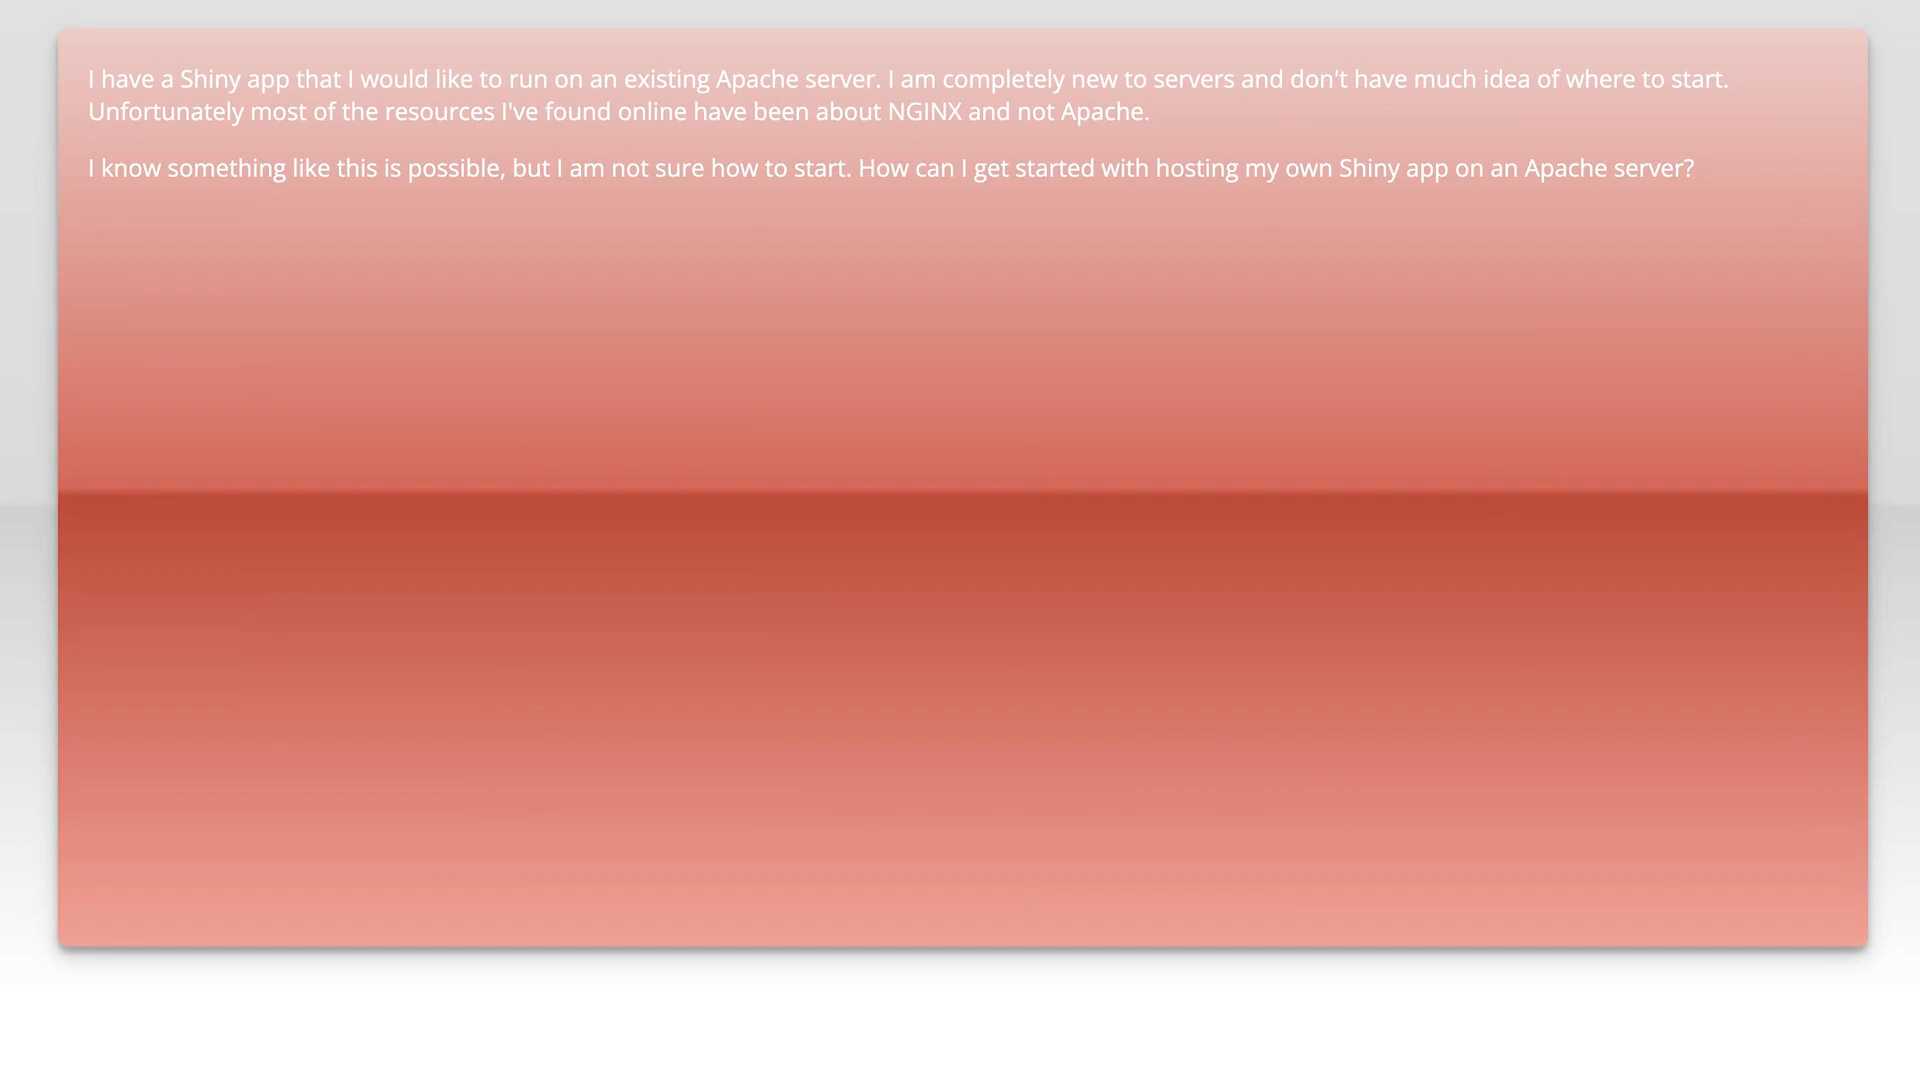 I have a Shiny app that I would like to run on an existing Apache server. I am completely new to servers and don't have much idea of where to start.
Unfortunately most of the resources I've found online have been about NGINX and not Apache.
I know something like this is possible, but I am not sure how to start. How can I get started with hosting my own Shiny app on an Apache server?